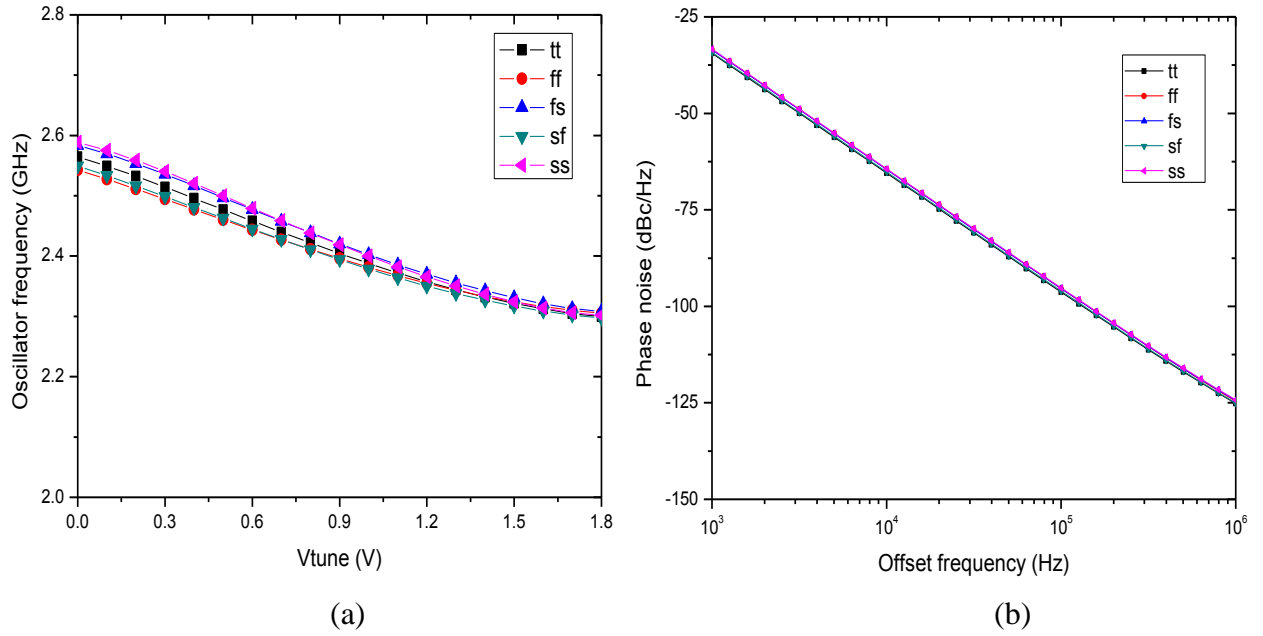 2.8
2.6
2.4
2.2
2.0
Oscillator frequency (GHz)
tt
ff
fs
sf
ss
0.0 0.3 0.6 0.9 1.2 1.5 1.8
Vtune (V)
(a)
-25
-50
-75
-100
-125
-150
Phase noise (dBc/Hz)
tt
ff
fs
sf
ss
10³ 10⁴ 10⁵ 10⁶
Offset frequency (Hz)
(b)